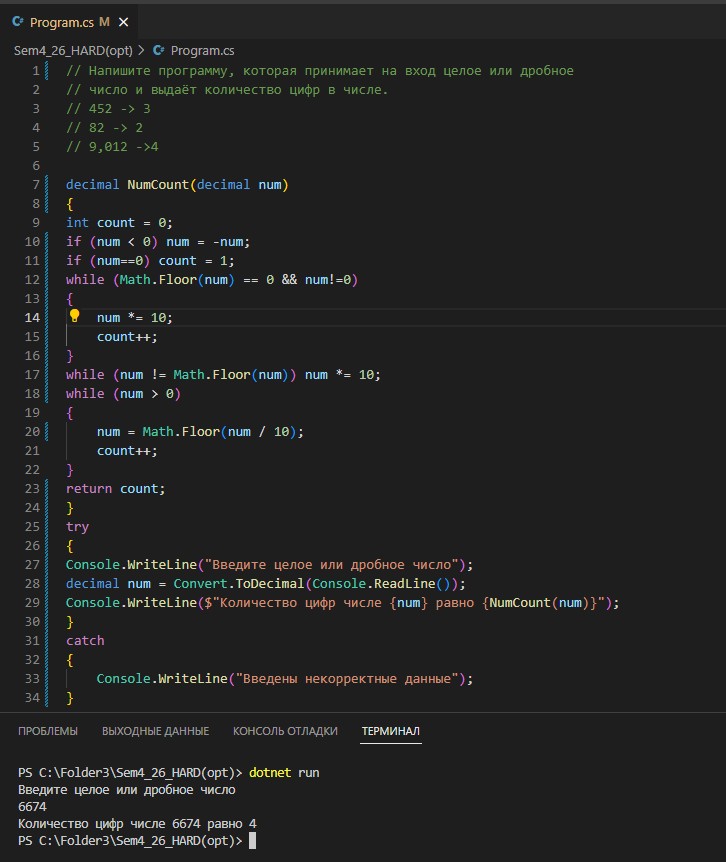 Program.cs M
Sem4_26_HARD(opt) > Program.cs
1 // Напишите программу, которая принимает на вход целое или дробное
2 // число и выдаёт количество цифр в числе.
3 // 452 -> 3
4 // 82 -> 2
5 // 9,012 ->4
6
7 decimal NumCount(decimal num)
8 {
9 int count = 0;
10 if (num < 0) num = -num;
11 if (num==0) count = 1;
12 while (Math.Floor(num) == 0 && num!=0)
13 {
14 num *= 10;
15 count++;
16 }
17 while (num != Math.Floor(num)) num *= 10;
18 while (num > 0)
19 {
20 num = Math.Floor(num / 10);
21 count++;
22 }
23 return count;
24 }
25 try
26 {
27 Console.WriteLine("Введите целое или дробное число");
28 decimal num = Convert.ToDecimal(Console.ReadLine());
29 Console.WriteLine($"Количество цифр числе {num} равно {NumCount(num)}");
30 }
31 catch
32 {
33 Console.WriteLine("Введены некорректные данные");
34 }
ПРОБЛЕМЫ ВЫХОДНЫЕ ДАННЫЕ КОНСОЛЬ ОТЛАДКИ ТЕРМИНАЛ
PS C:\Folder3\Sem4_26_HARD(opt)> dotnet run
Введите целое или дробное число
6674
Количество цифр числе 6674 равно 4
PS C:\Folder3\Sem4_26_HARD(opt)>